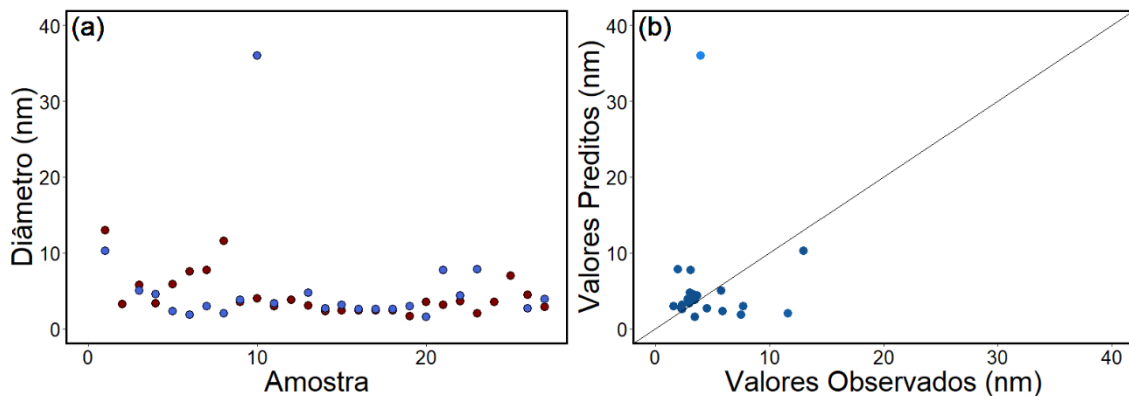 (a)
40
30
20
10
0
Diâmetro (nm)
0 10 20
Amostra
(b)
40
30
20
10
0
Valores Preditos (nm)
0 10 20 30 40
Valores Observados (nm)